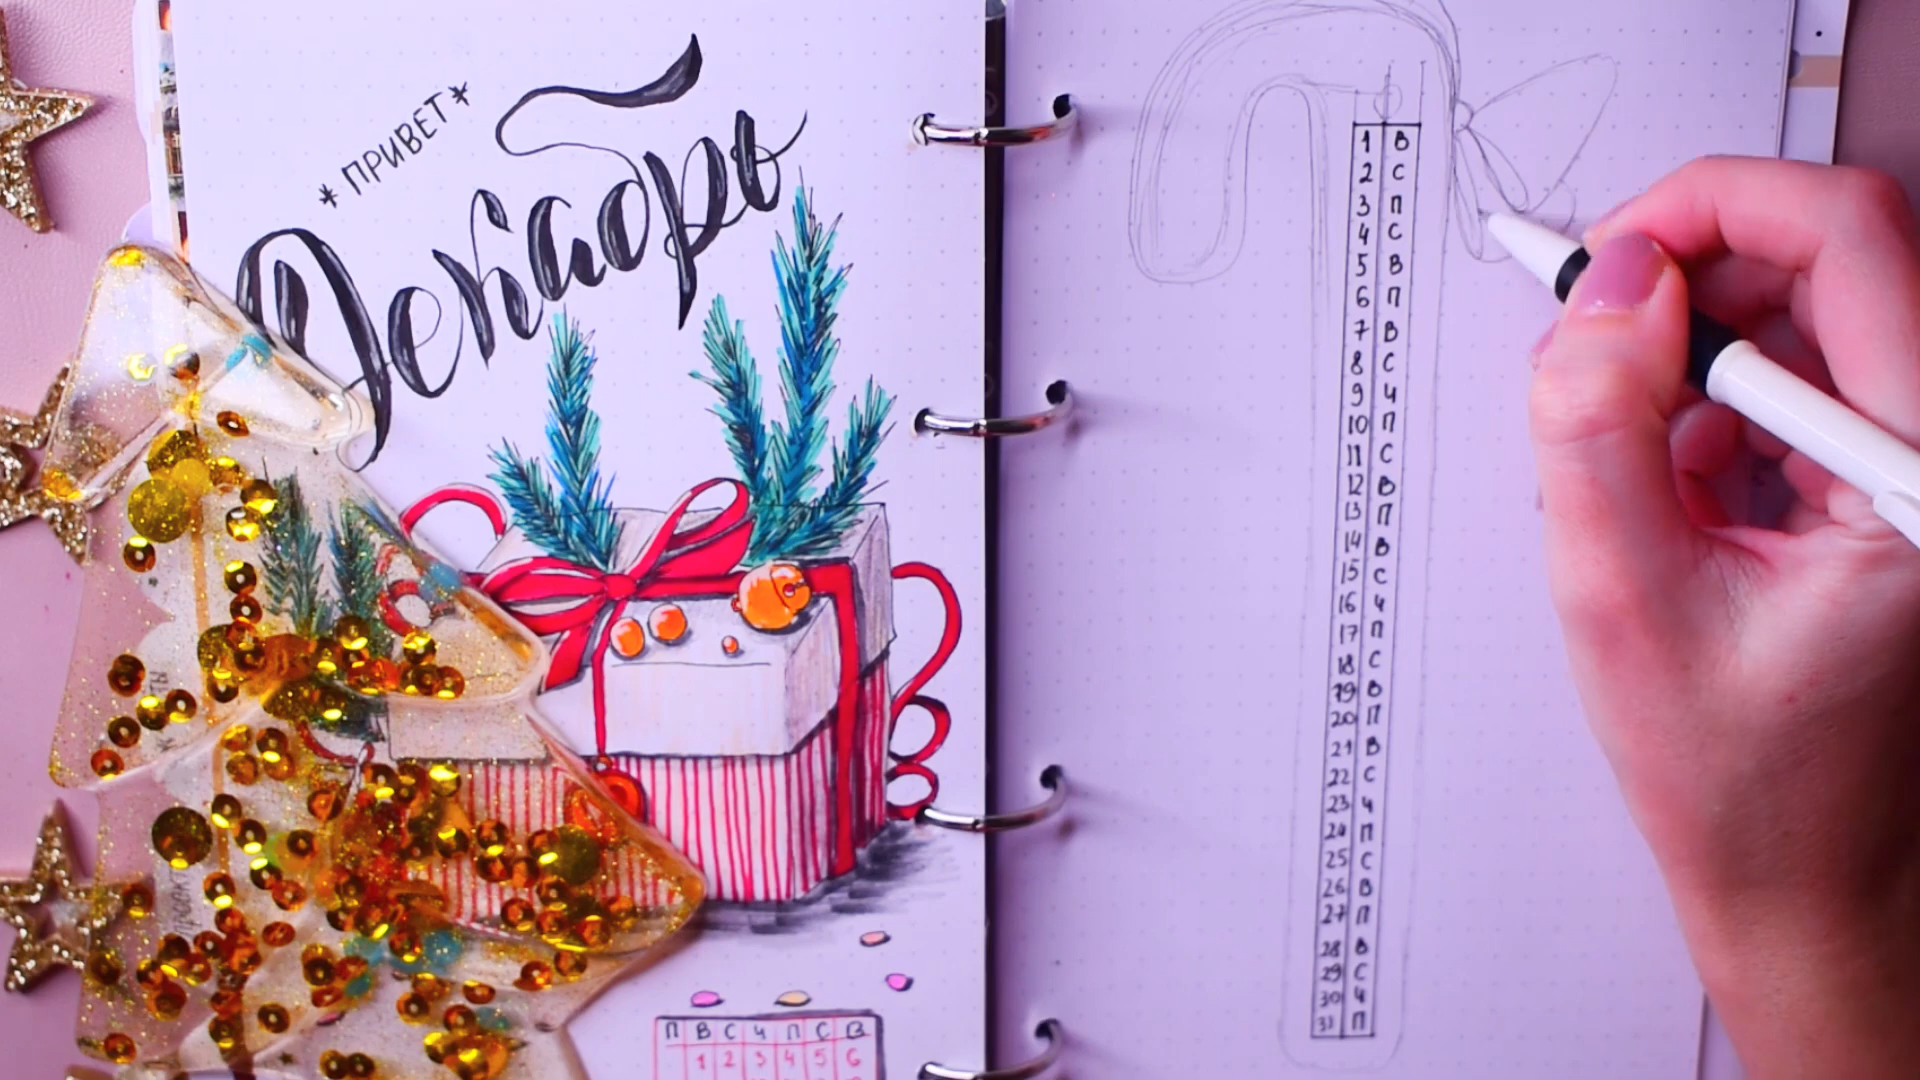 *ПРИВЕТ*
Декабрь
П В С Ч П С В
1 2 3 4 5 6
1 В
2 С
3 П
4 С
5 В
6 П
7 В
8 С
9 Ч
10 П
11 С
12 В
13 П
14 В
15 С
16 Ч
17 П
18 С
19 В
20 П
21 В
22 С
23 Ч
24 П
25 С
26 В
27 П
28 В
29 С
30 Ч
31 П